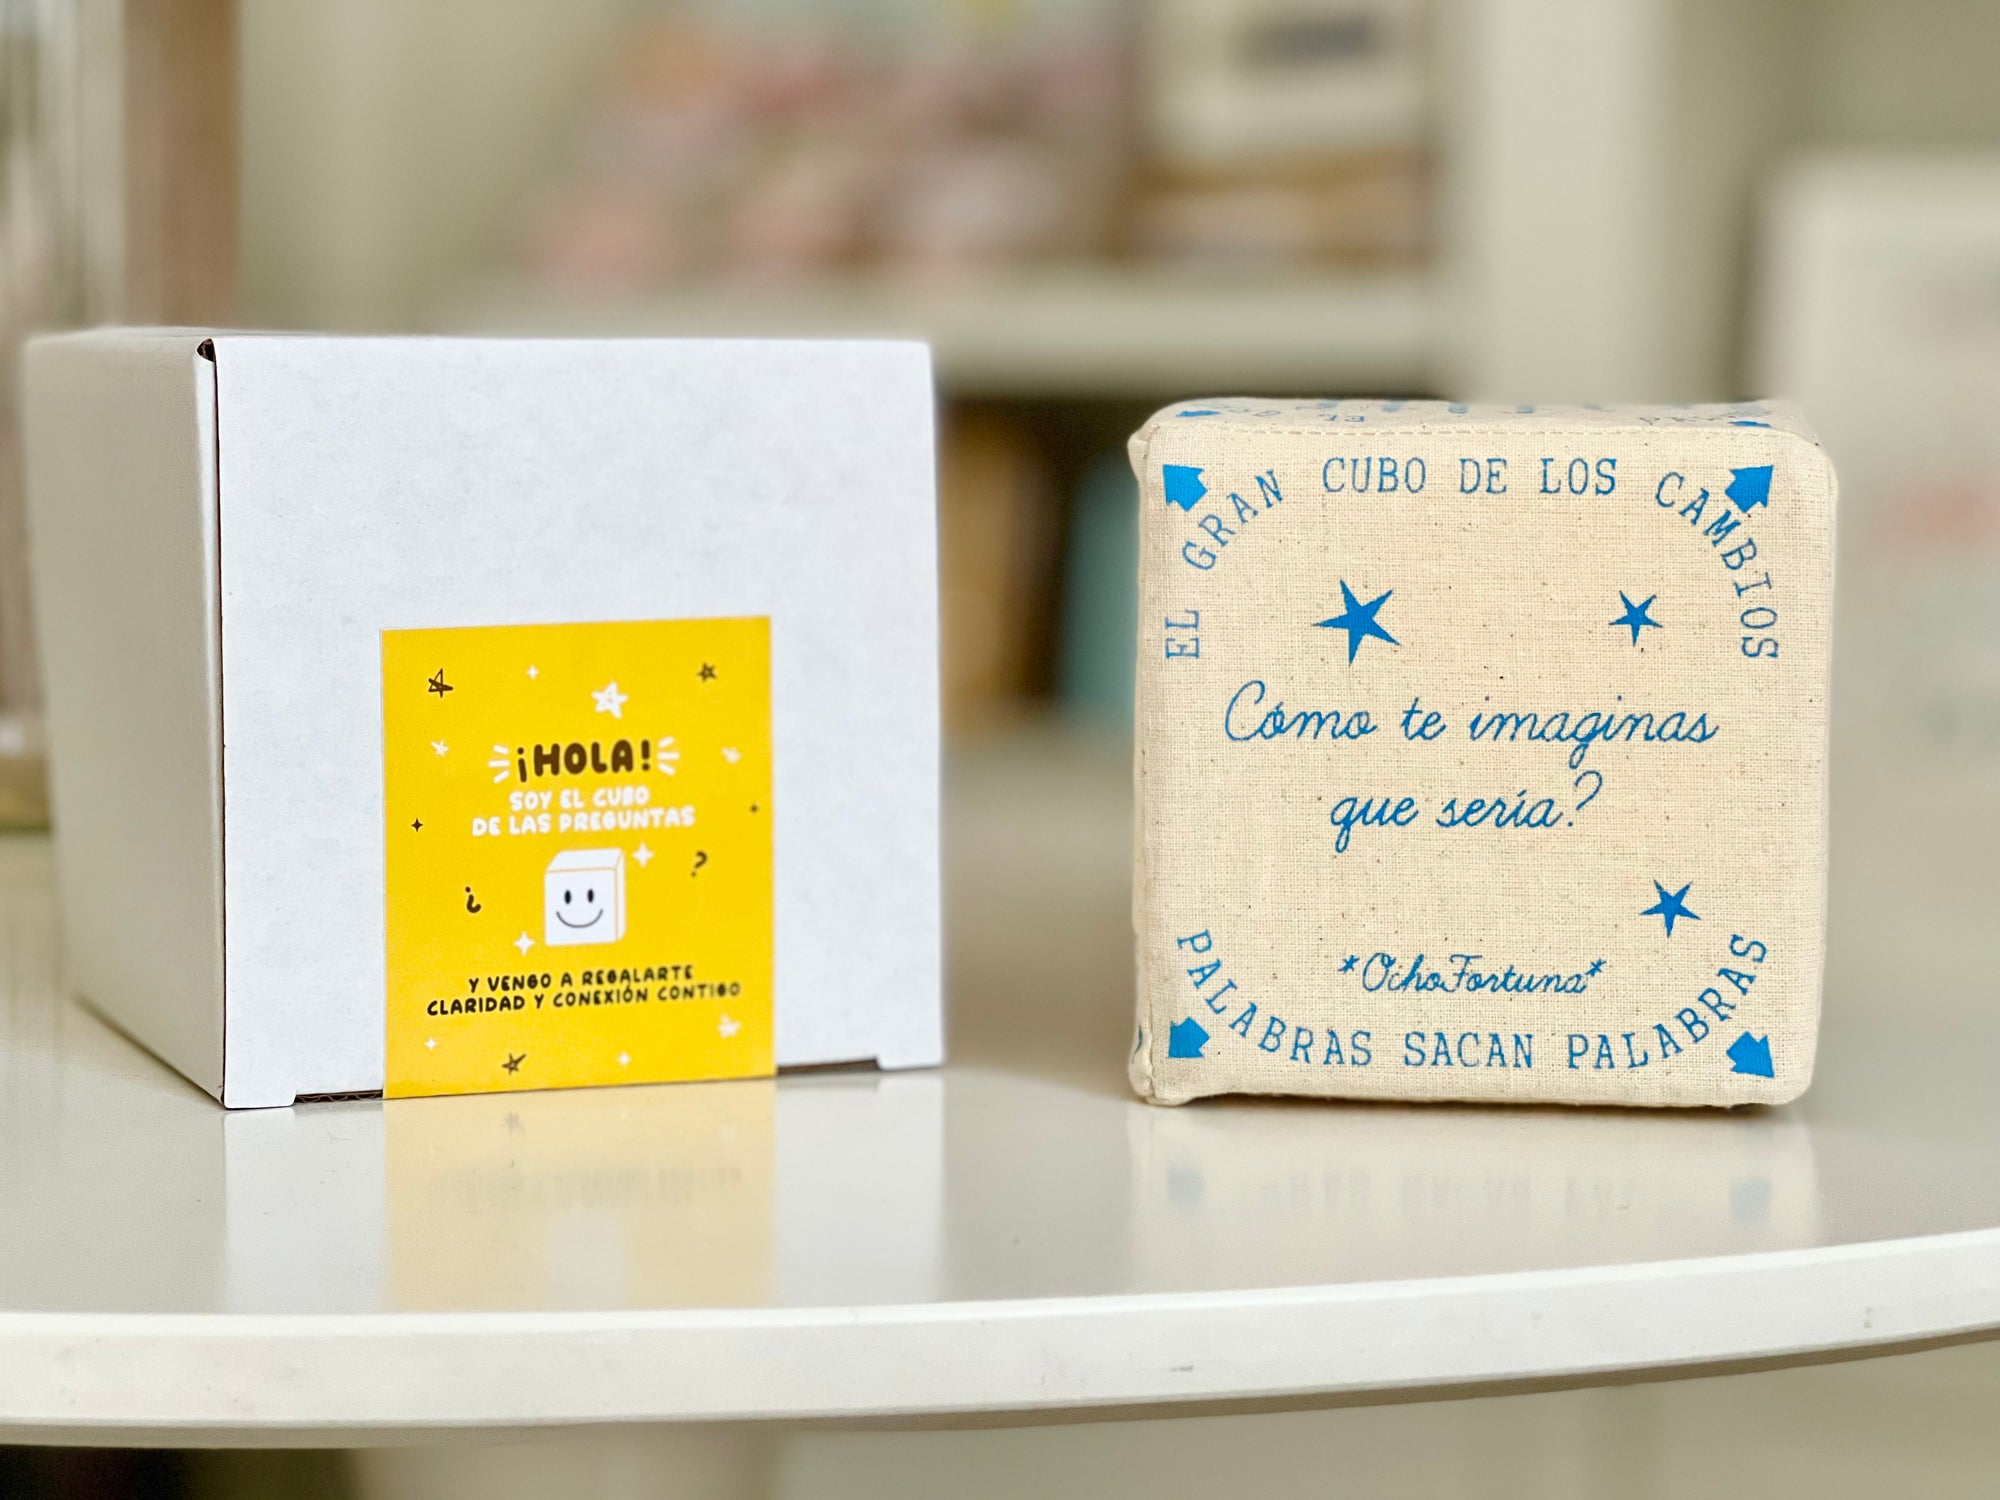 ¡HOLA!
SOY EL CUBO
DE LAS PREGUNTAS
¿ ?
Y VENGO A REGALARTE
CLARIDAD Y CONEXIÓN CONTIGO
EL GRAN CUBO DE LOS CAMBIOS
Cómo te imaginas
que sería?
*OchoFortuna*
PALABRAS SACAN PALABRAS